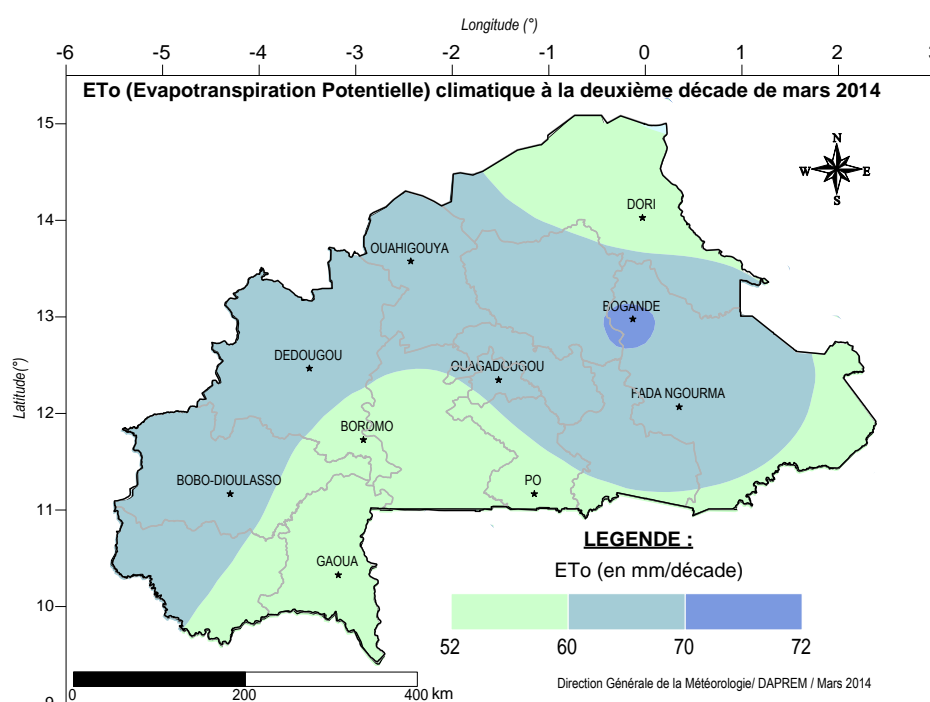 Longitude (°)
-6 -5 -4 -3 -2 -1 0 1 2 3
ETo (Evapotranspiration Potentielle) climatique à la deuxième décade de mars 2014
15
N
W E
S
DORI
14
OUAHIGOUYA
BOGANDE
13
DEDOUGOU
OUAGADOUGOU
Latitude(°)
FADA NGOURMA
12
BOROMO
BOBO-DIOULASSO
PO
11
LEGENDE :
GAOUA
ETo (en mm/décade)
10
52 60 70 72
0 200 400 km
Direction Générale de la Météorologie/ DAPREM / Mars 2014